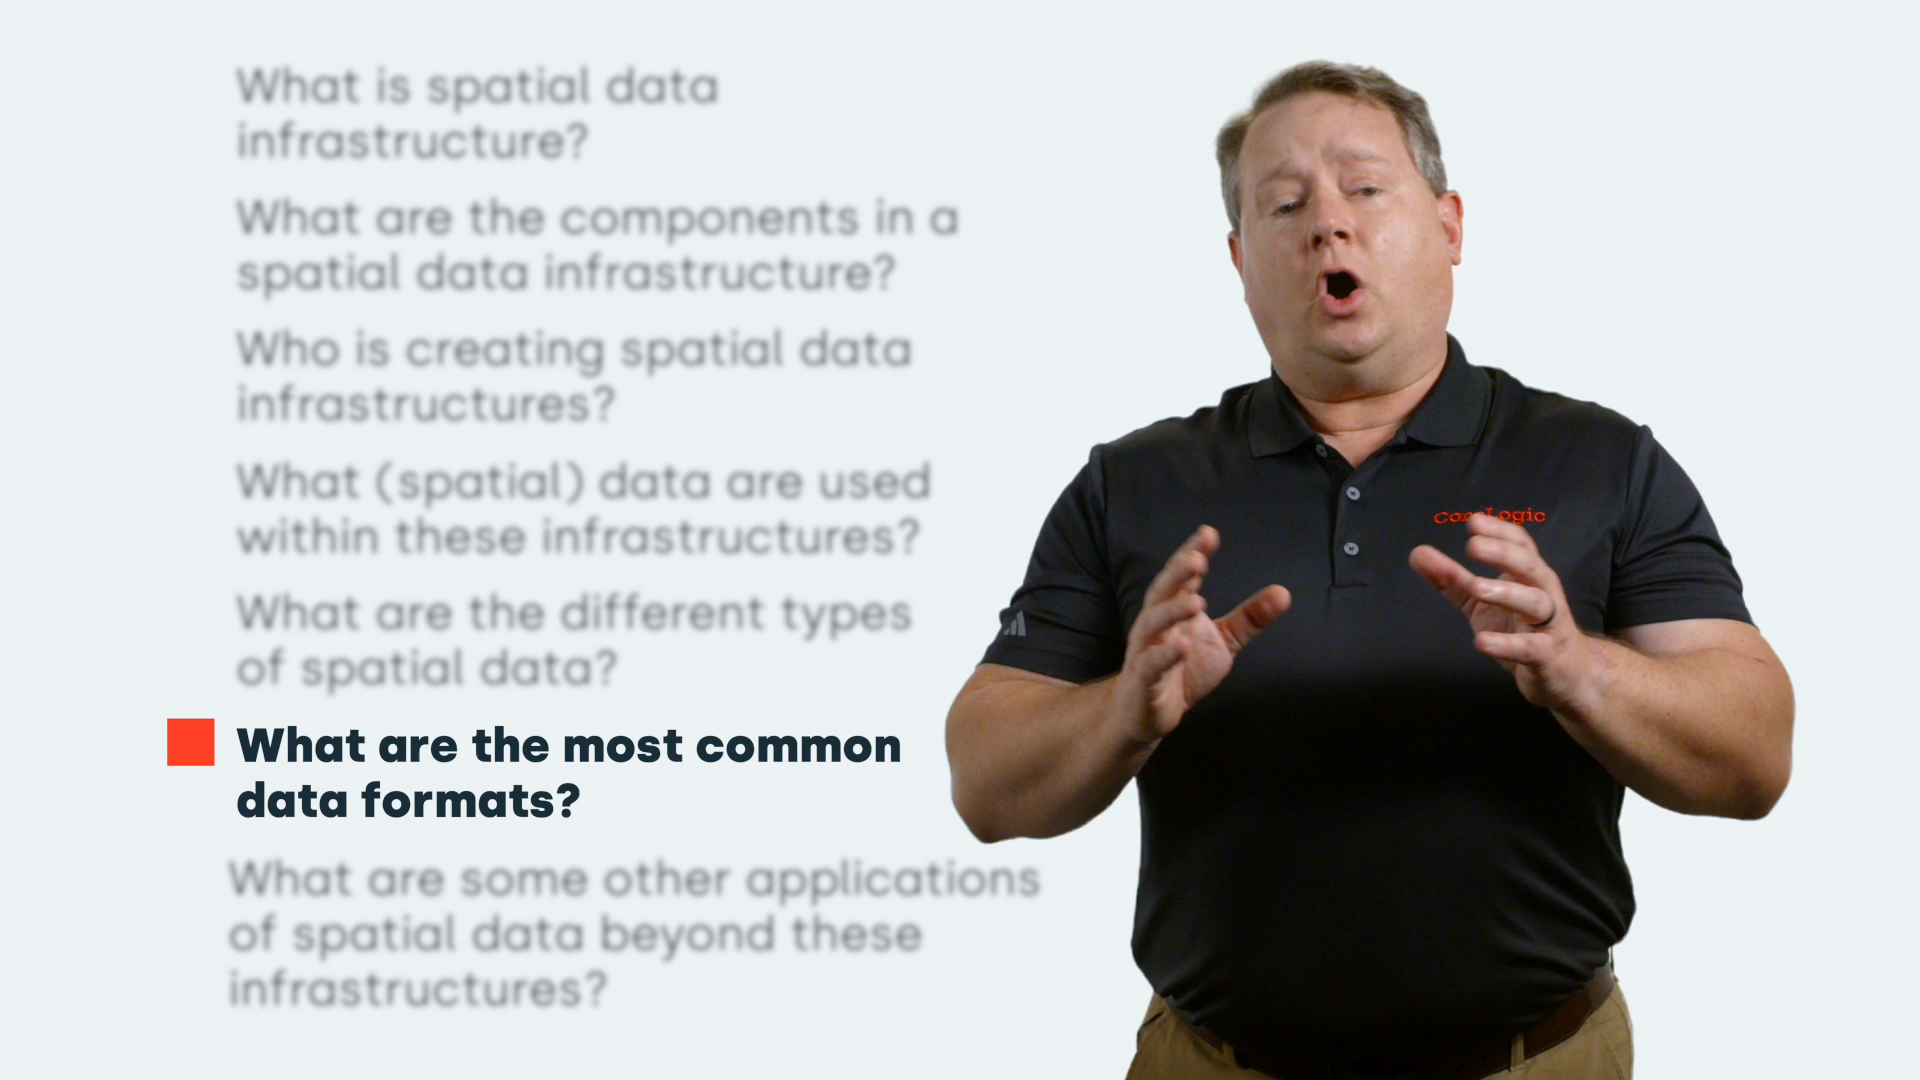 What is spatial data
infrastructure?
What are the components in a
spatial data infrastructure?
Who is creating spatial data
infrastructures?
What (spatial) data are used
within these infrastructures?
What are the different types
of spatial data?
What are the most common
data formats?
What are some other applications
of spatial data beyond these
infrastructures?
CoreLogic